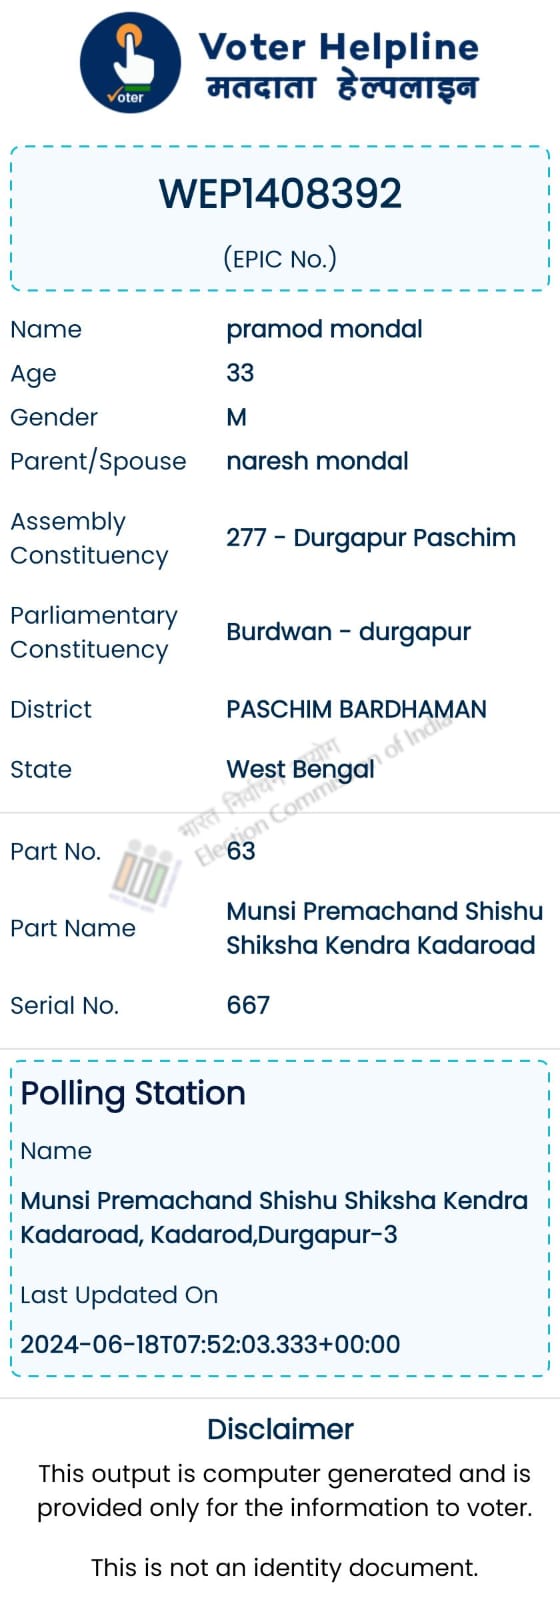 Voter Helpline
मतदाता हेल्पलाइन
Voter
WEP1408392
(EPIC No.)
Name pramod mondal
Age 33
Gender M
Parent/Spouse naresh mondal
Assembly
Constituency
277 - Durgapur Paschim
Parliamentary
Constituency
Burdwan - durgapur
District PASCHIM BARDHAMAN
State West Bengal
भारत निर्वाचन आयोग
Election Commission of India
Part No. 63
Part Name
Munsi Premachand Shishu
Shiksha Kendra Kadaroad
Serial No. 667
Polling Station
Name
Munsi Premachand Shishu Shiksha Kendra
Kadaroad, Kadarod,Durgapur-3
Last Updated On
2024-06-18T07:52:03.333+00:00
Disclaimer
This output is computer generated and is
provided only for the information to voter.
This is not an identity document.